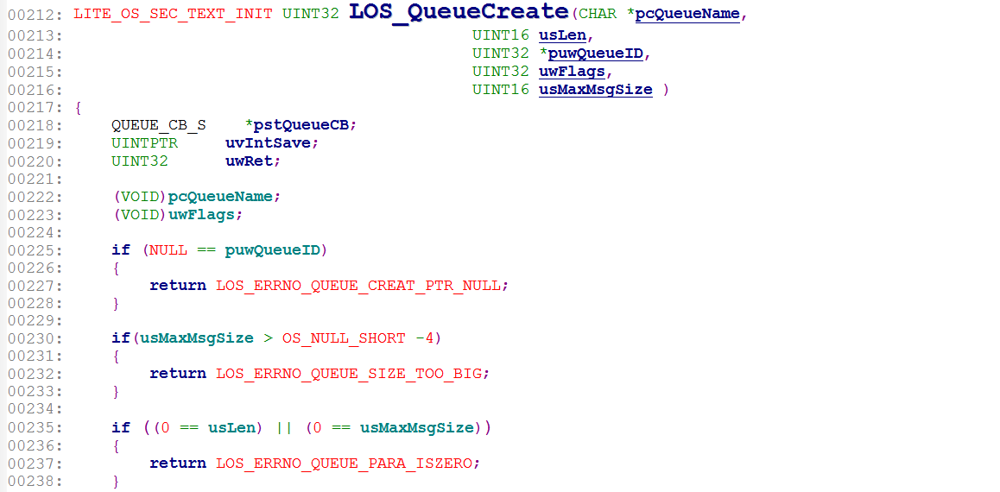 00212: LITE_OS_SEC_TEXT_INIT UINT32 LOS_QueueCreate(CHAR *pcQueueName,
00213: UINT16 usLen,
00214: UINT32 *puwQueueID,
00215: UINT32 uwFlags,
00216: UINT16 usMaxMsgSize )
00217: {
00218: QUEUE_CB_S *pstQueueCB;
00219: UINTPTR uvIntSave;
00220: UINT32 uwRet;
00221:
00222: (VOID)pcQueueName;
00223: (VOID)uwFlags;
00224:
00225: if (NULL == puwQueueID)
00226: {
00227: return LOS_ERRNO_QUEUE_CREAT_PTR_NULL;
00228: }
00229:
00230: if(usMaxMsgSize > OS_NULL_SHORT -4)
00231: {
00232: return LOS_ERRNO_QUEUE_SIZE_TOO_BIG;
00233: }
00234:
00235: if ((0 == usLen) || (0 == usMaxMsgSize))
00236: {
00237: return LOS_ERRNO_QUEUE_PARA_ISZERO;
00238: }